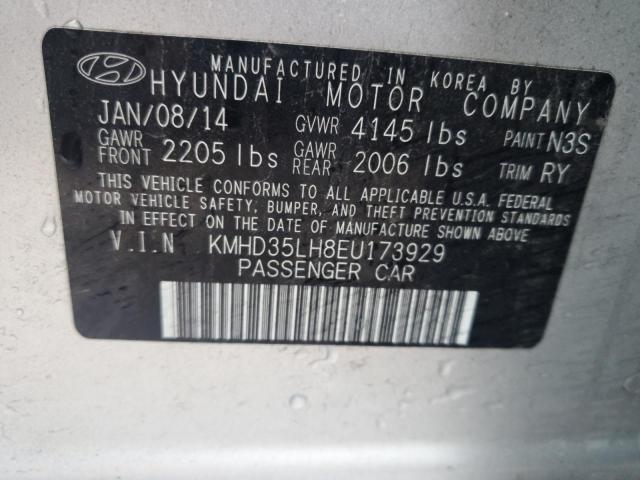 MANUFACTURED IN KOREA BY
HYUNDAI MOTOR COMPANY
JAN/08/14 GVWR 4145 lbs PAINT N3S
GAWR FRONT 2205 lbs GAWR REAR 2006 lbs TRIM RY
THIS VEHICLE CONFORMS TO ALL APPLICABLE U.S.A. FEDERAL
MOTOR VEHICLE SAFETY, BUMPER, AND THEFT PREVENTION
STANDARDS IN EFFECT ON THE DATE OF MANUFACTURE SHOWN ABOVE.
V.I.N KMHD35LH8EU173929
PASSENGER CAR